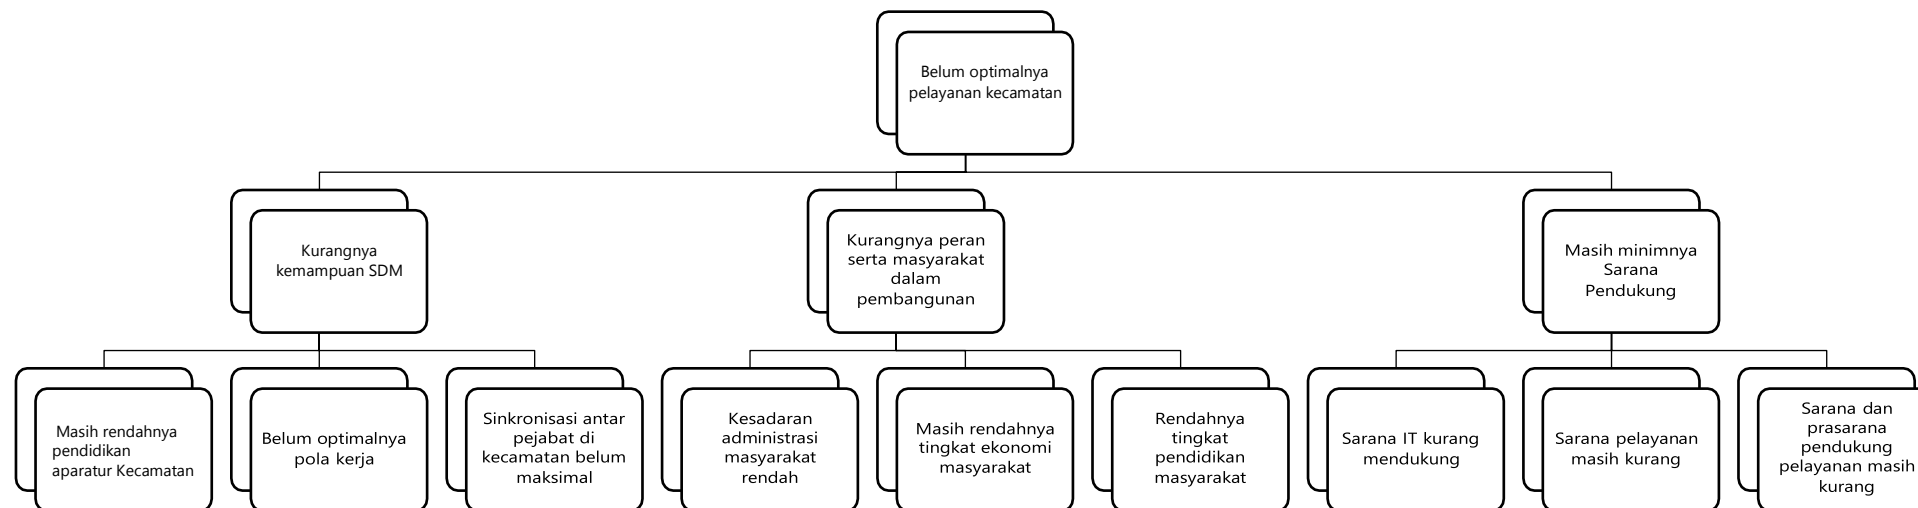 Belum optimalnya
pelayanan kecamatan
Kurangnya
kemampuan SDM
Kurangnya peran
serta masyarakat
dalam
pembangunan
Masih minimnya
Sarana
Pendukung
Masih rendahnya
pendidikan
aparatur Kecamatan
Belum optimalnya
pola kerja
Sinkronisasi antar
pejabat di
kecamatan belum
maksimal
Kesadaran
administrasi
masyarakat
rendah
Masih rendahnya
tingkat ekonomi
masyarakat
Rendahnya
tingkat
pendidikan
masyarakat
Sarana IT kurang
mendukung
Sarana pelayanan
masih kurang
Sarana dan
prasarana
pendukung
pelayanan masih
kurang